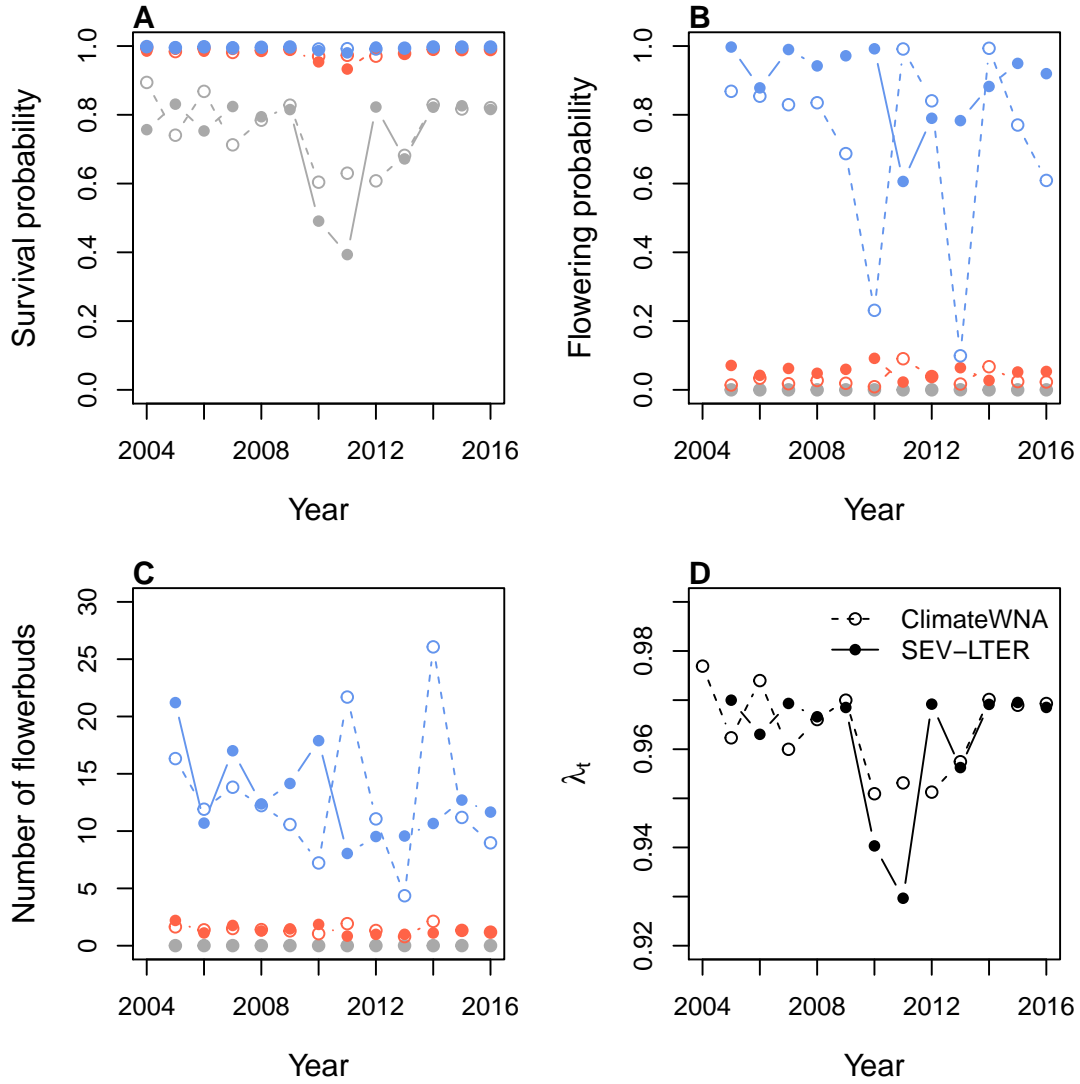 A
Survival probability
1.0
0.8
0.6
0.4
0.2
0.0
2004 2008 2012 2016
Year
B
Flowering probability
1.0
0.8
0.6
0.4
0.2
0.0
2004 2008 2012 2016
Year
C
Number of flowerbuds
30
25
20
15
10
5
0
2004 2008 2012 2016
Year
D
λt
0.98
0.96
0.94
0.92
ClimateWNA
SEV−LTER
2004 2008 2012 2016
Year